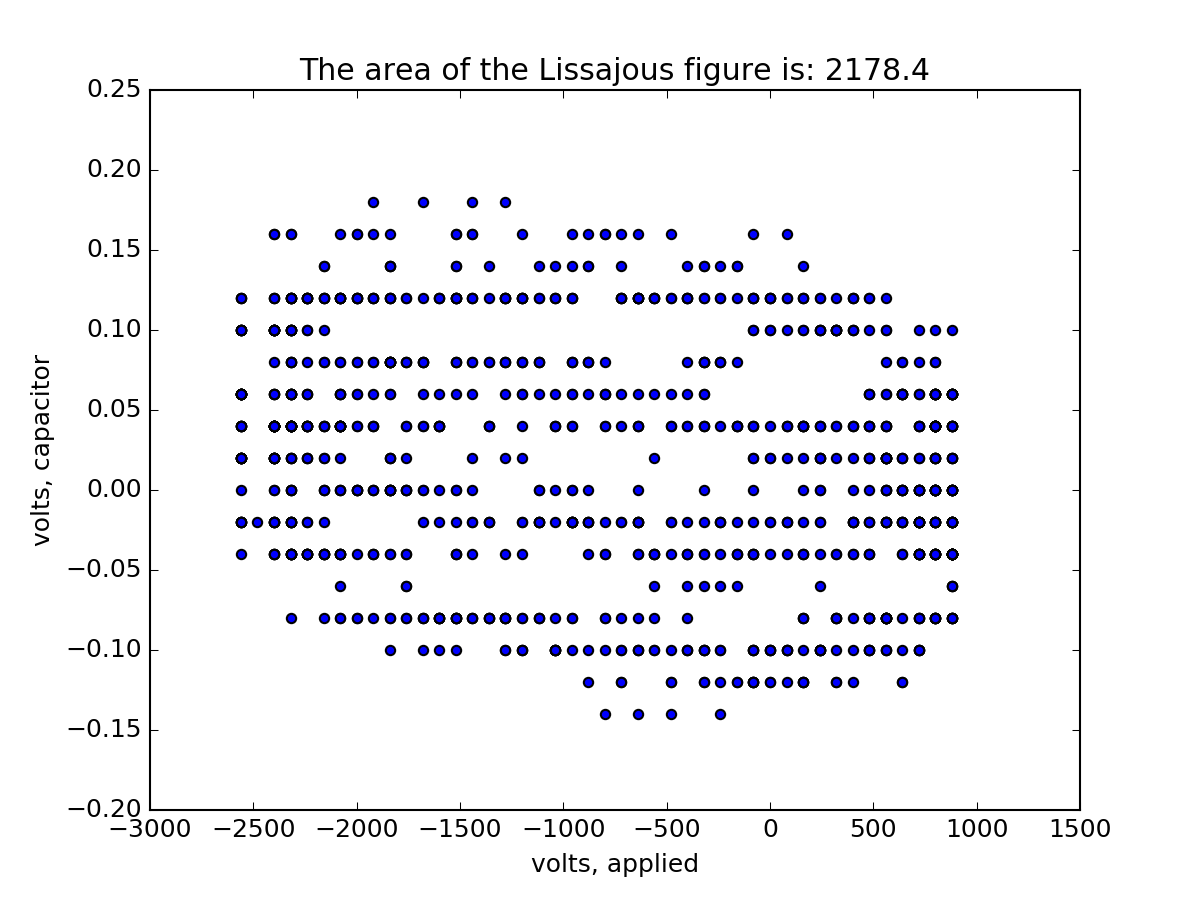 The area of the Lissajous figure is: 2178.4
0.25
0.20
0.15
0.10
0.05
0.00
−0.05
−0.10
−0.15
−0.20
volts, capacitor
−3000 −2500 −2000 −1500 −1000 −500 0 500 1000 1500
volts, applied